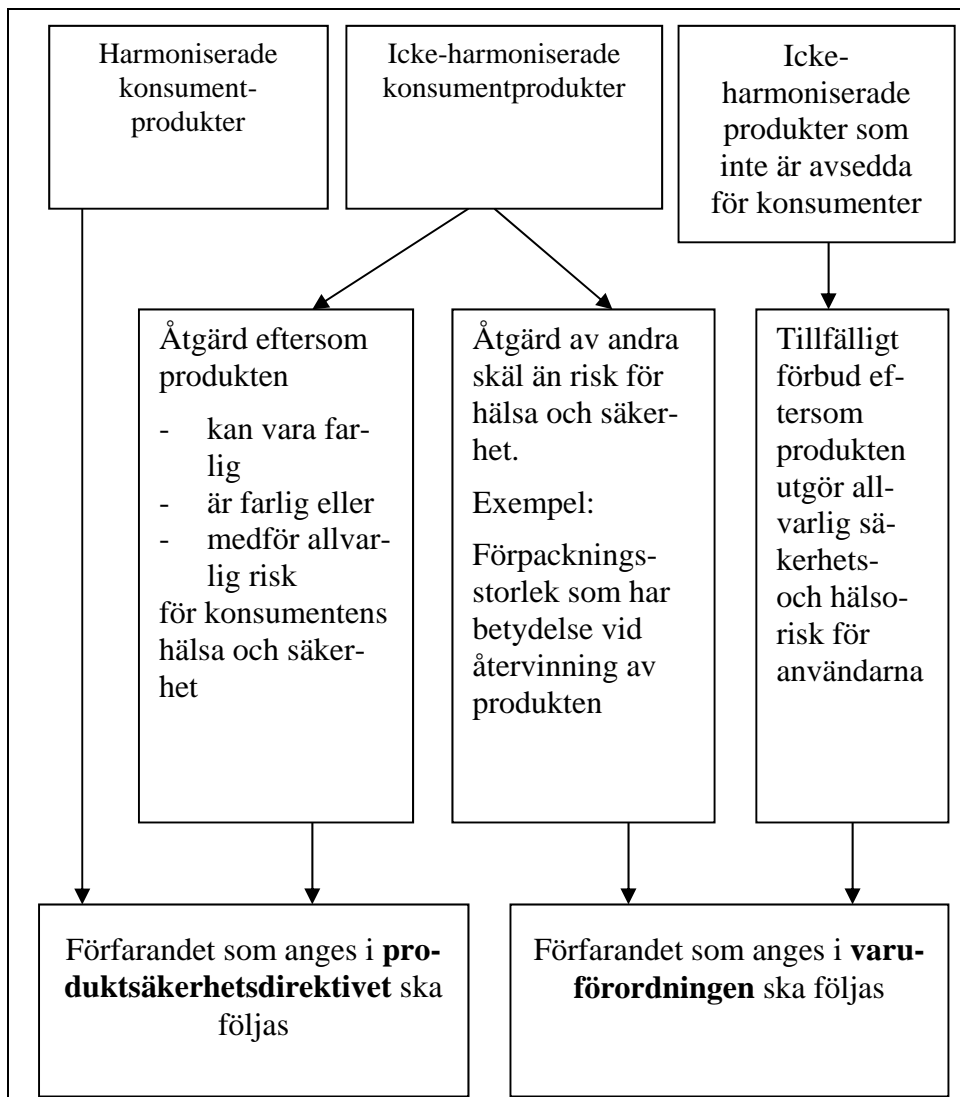 Harmoniserade
konsument-
produkter
Icke-harmoniserade
konsumentprodukter
Icke-
harmoniserade
produkter som
inte är avsedda
för konsumenter
Åtgärd eftersom
produkten
- kan vara far-
lig
- är farlig eller
- medför allvar-
lig risk
för konsumentens
hälsa och säker-
het
Åtgärd av andra
skäl än risk för
hälsa och säker-
het.
Exempel:
Förpacknings-
storlek som har
betydelse vid
återvinning av
produkten
Tillfälligt
förbud ef-
tersom
produkten
utgör all-
varlig sä-
kerhets-
och hälso-
risk för
användarna
Förfarandet som anges i pro-
duktsäkerhetsdirektivet ska
följas
Förfarandet som anges i varu-
förordningen ska följas